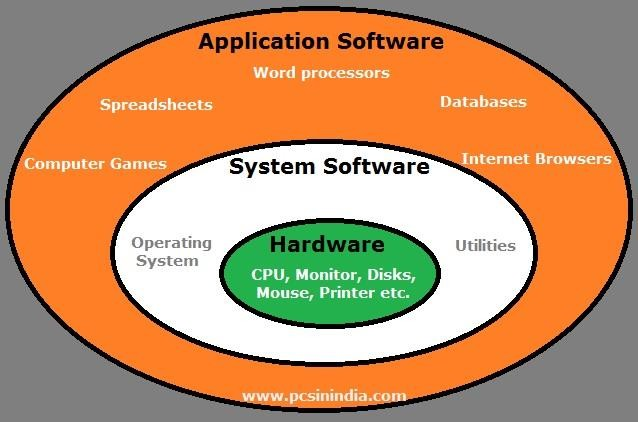 Application Software
Word processors
Spreadsheets
Databases
Computer Games
Internet Browsers
System Software
Operating
System
Utilities
Hardware
CPU, Monitor, Disks,
Mouse, Printer etc.
www.pcsinindia.com